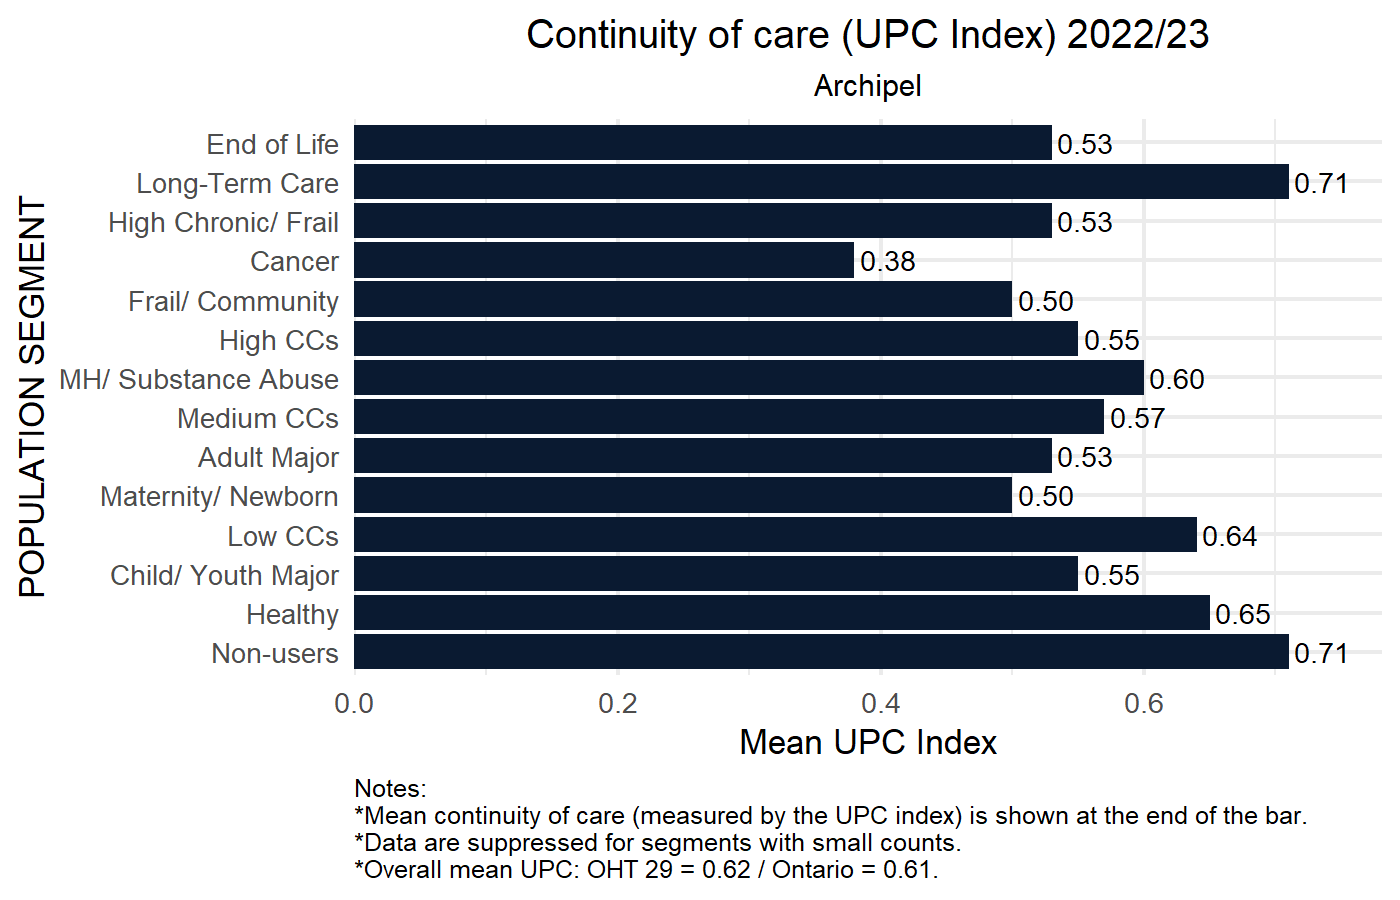 Continuity of care (UPC Index) 2022/23
Archipel
POPULATION SEGMENT
End of Life 0.53
Long-Term Care 0.71
High Chronic/ Frail 0.53
Cancer 0.38
Frail/ Community 0.50
High CCs 0.55
MH/ Substance Abuse 0.60
Medium CCs 0.57
Adult Major 0.53
Maternity/ Newborn 0.50
Low CCs 0.64
Child/ Youth Major 0.55
Healthy 0.65
Non-users 0.71
0.0 0.2 0.4 0.6
Mean UPC Index
Notes:
*Mean continuity of care (measured by the UPC index) is shown at the end of the bar.
*Data are suppressed for segments with small counts.
*Overall mean UPC: OHT 29 = 0.62 / Ontario = 0.61.